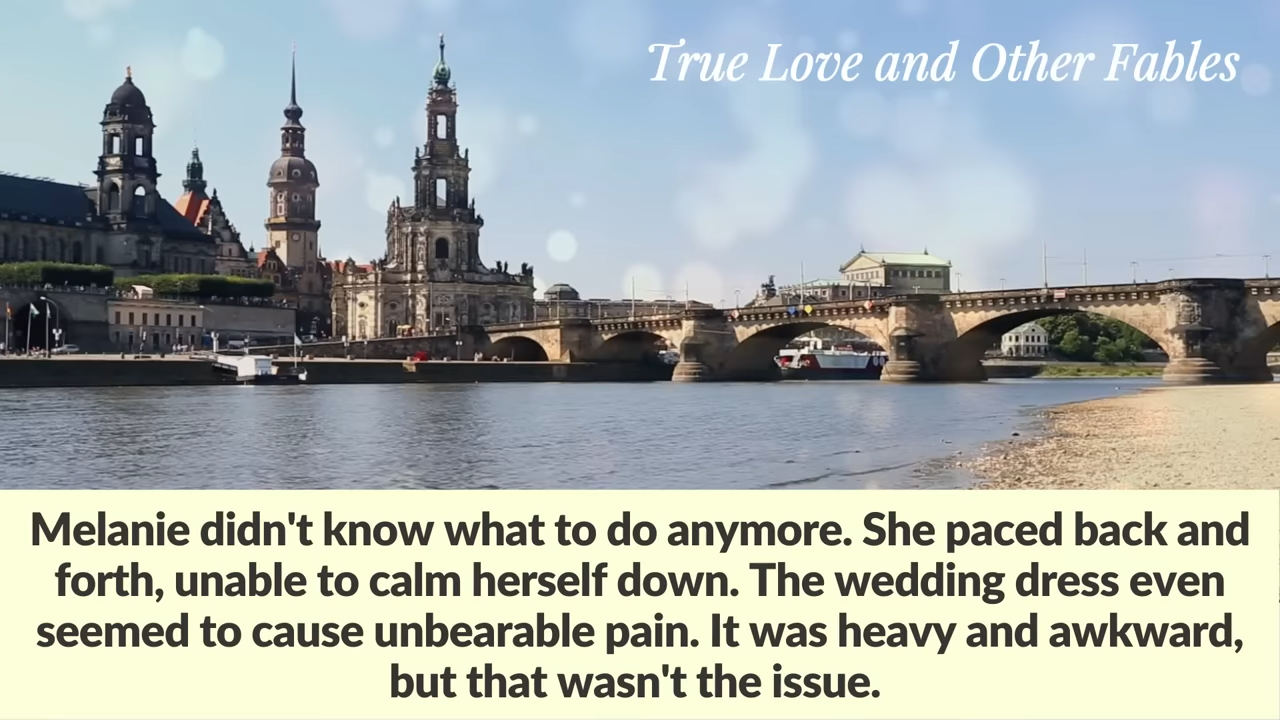 True Love and Other Fables
Melanie didn't know what to do anymore. She paced back and
forth, unable to calm herself down. The wedding dress even
seemed to cause unbearable pain. It was heavy and awkward,
but that wasn't the issue.